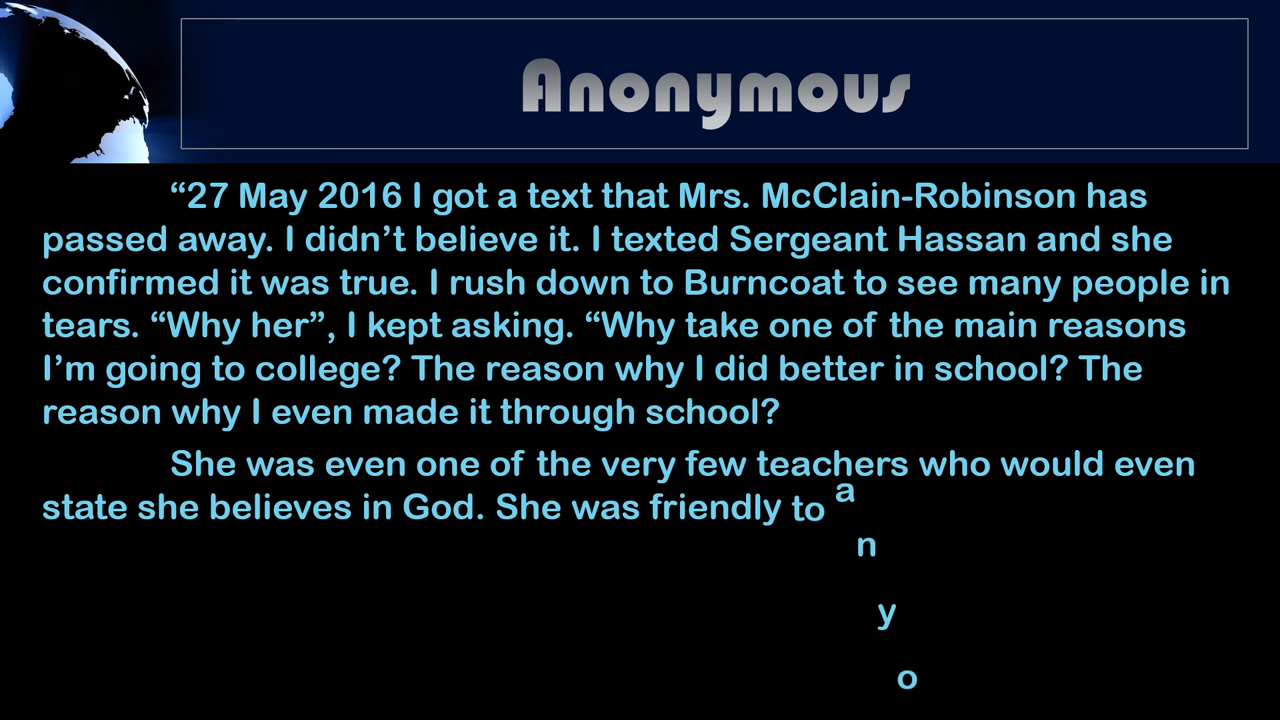 Anonymous
“27 May 2016 I got a text that Mrs. McClain-Robinson has
passed away. I didn’t believe it. I texted Sergeant Hassan and she
confirmed it was true. I rush down to Burncoat to see many people in
tears. “Why her”, I kept asking. “Why take one of the main reasons
I’m going to college? The reason why I did better in school? The
reason why I even made it through school?
She was even one of the very few teachers who would even
state she believes in God. She was friendly to a
n
y
o